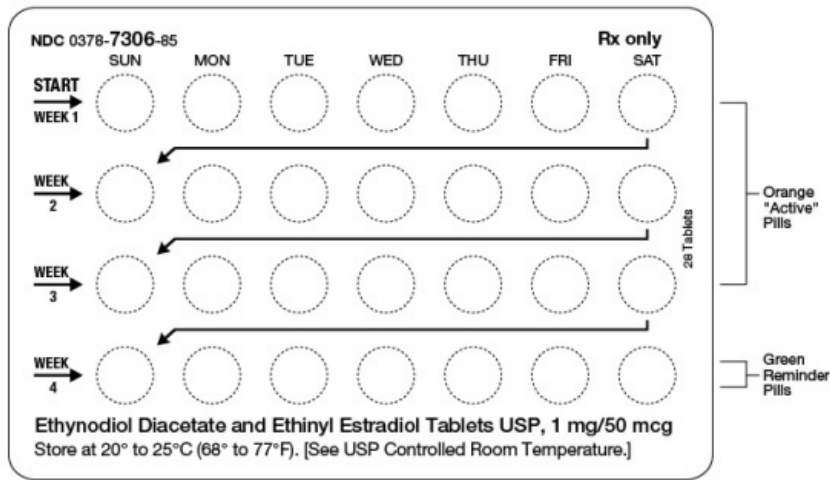 NDC 0378-7306-85 Rx only
SUN MON TUE WED THU FRI SAT
START
WEEK 1
WEEK
2
WEEK
3
WEEK
4
28 Tablets
Orange
"Active"
Pills
Green
Reminder
Pills
Ethynodiol Diacetate and Ethinyl Estradiol Tablets USP, 1 mg/50 mcg
Store at 20° to 25°C (68° to 77°F). [See USP Controlled Room Temperature.]